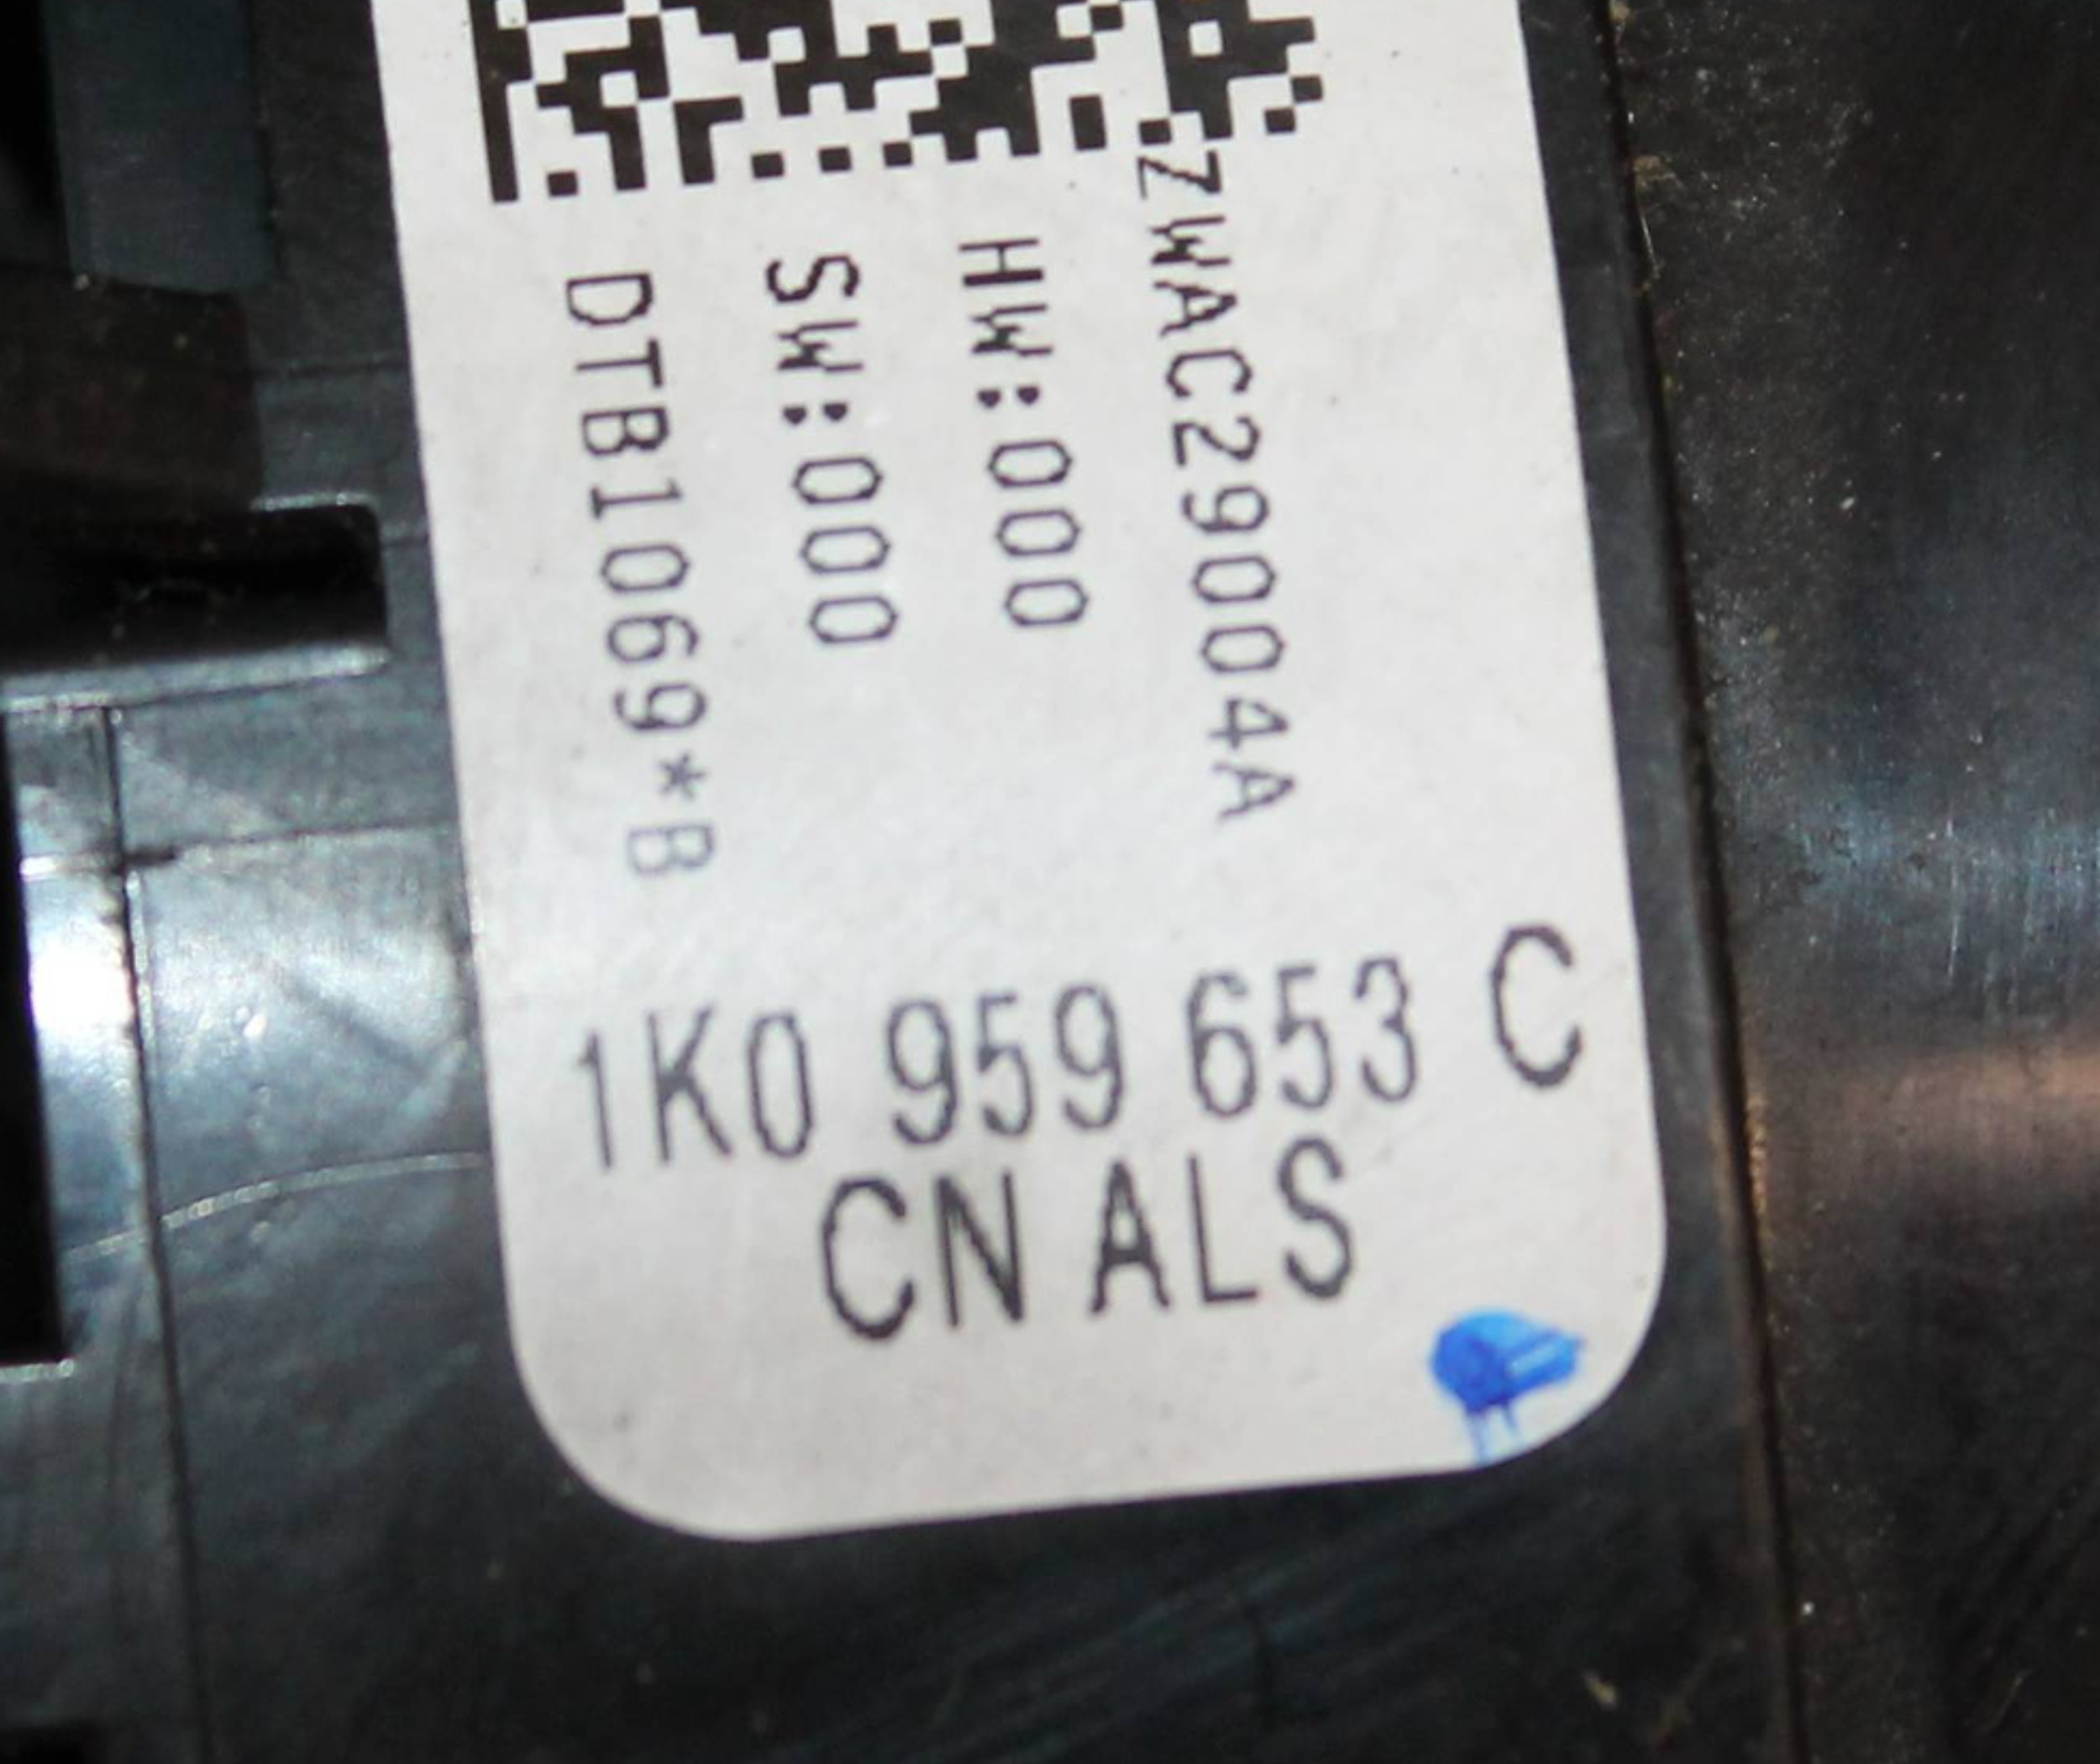 ZWAC29004A
HW:000
SW:000
DTB1069*B
1K0 959 653 C
CN ALS